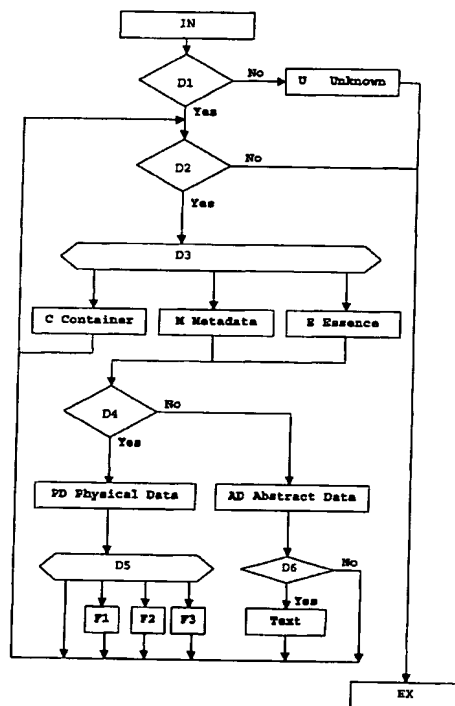 IN
D1
No
U Unknown
Yes
D2
No
Yes
D3
C Container
M Metadata
E Essence
D4
No
Yes
PD Physical Data
AD Abstract Data
D5
D6
No
Yes
F1
F2
F3
Text
EX